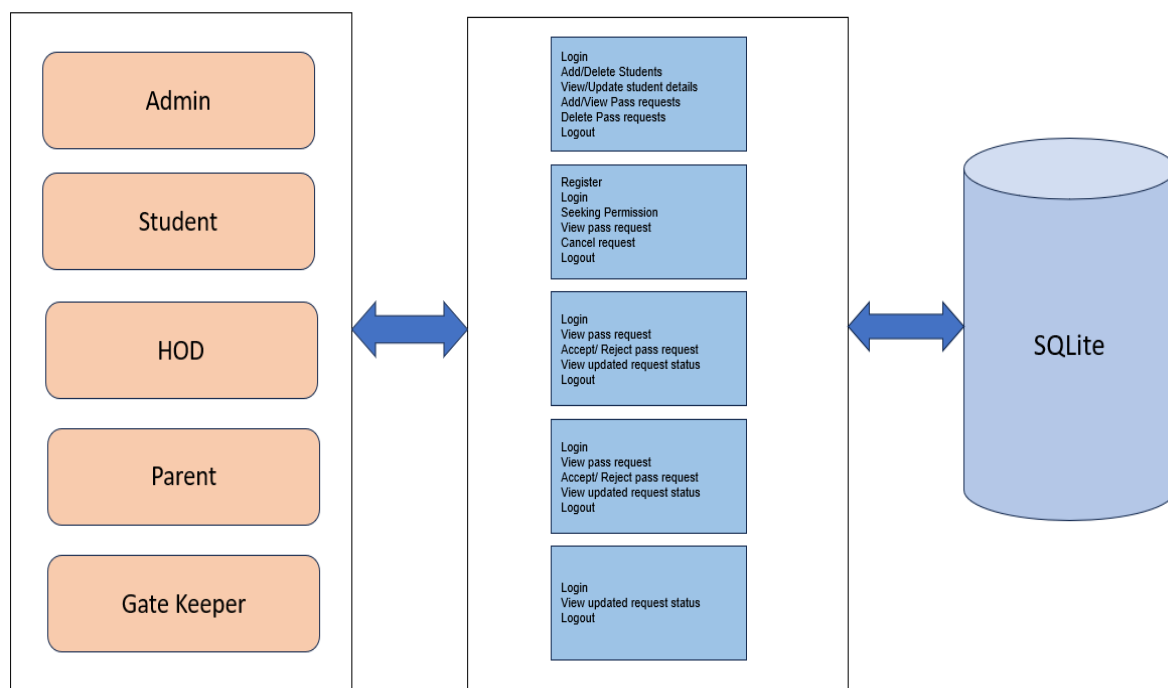 Admin
Student
HOD
Parent
Gate Keeper
Login
Add/Delete Students
View/Update student details
Add/View Pass requests
Delete Pass requests
Logout
Register
Login
Seeking Permission
View pass request
Cancel request
Logout
Login
View pass request
Accept/ Reject pass request
View updated request status
Logout
Login
View pass request
Accept/ Reject pass request
View updated request status
Logout
Login
View updated request status
Logout
SQLite